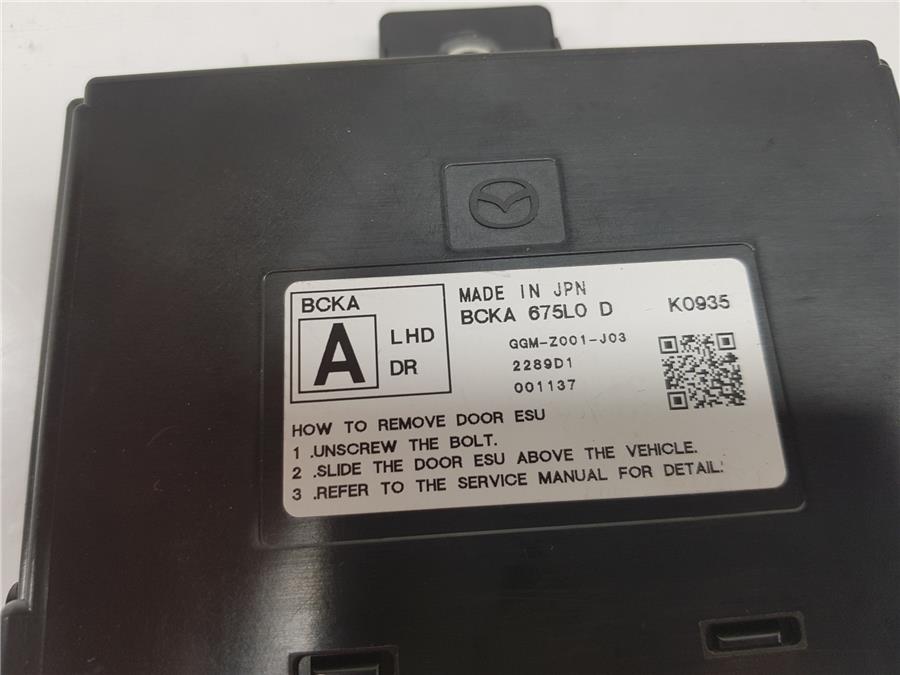 BCKA
A
LHD
DR
MADE IN JPN
BCKA 675L0 D
K0935
GGM-Z001-J03
2289D1
001137
HOW TO REMOVE DOOR ESU
1 .UNSCREW THE BOLT.
2 .SLIDE THE DOOR ESU ABOVE THE VEHICLE.
3 .REFER TO THE SERVICE MANUAL FOR DETAIL.